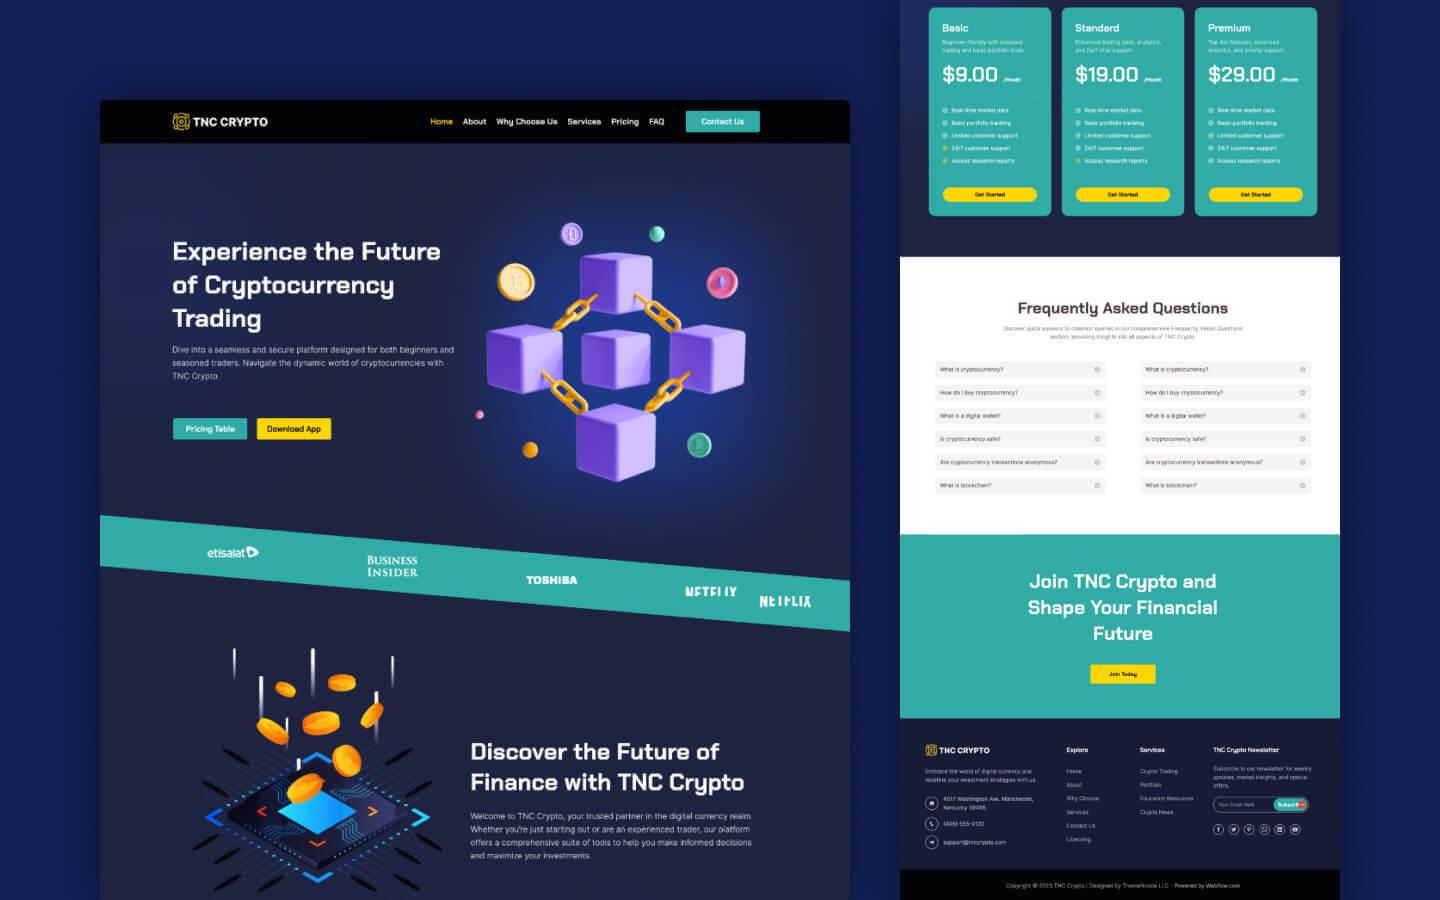 TNC CRYPTO
Home About Why Choose Us Services Pricing FAQ Contact Us
Experience the Future
of Cryptocurrency
Trading
Dive into a seamless and secure platform designed for both beginners and
seasoned traders. Navigate the dynamic world of cryptocurrencies with
TNC Crypto.
Pricing Table Download App
etisalat
BUSINESS
INSIDER
TOSHIBA
NETFLIX
NETFLIX
Discover the Future of
Finance with TNC Crypto
Welcome to TNC Crypto, your trusted partner in the digital currency realm.
Whether you're just starting out or are an experienced trader, our platform
offers a comprehensive suite of tools to help you make informed decisions
and maximize your investments.
Basic
Beginner-friendly with standard
trading and basic portfolio tools.
$9.00 /Month
Real-time market data
Basic portfolio tracking
Limited customer support
24/7 customer support
Access research reports
Get Started
Standard
Enhanced trading tools, analytics,
and 24/7 chat support.
$19.00 /Month
Real-time market data
Basic portfolio tracking
Limited customer support
24/7 customer support
Access research reports
Get Started
Premium
Top-tier features, advanced
analytics, and priority support.
$29.00 /Month
Real-time market data
Basic portfolio tracking
Limited customer support
24/7 customer support
Access research reports
Get Started
Frequently Asked Questions
Discover quick answers to common queries in our comprehensive Frequently Asked Questions
section, providing insights into all aspects of TNC Crypto.
What is cryptocurrency?
How do I buy cryptocurrency?
What is a digital wallet?
Is cryptocurrency safe?
Are cryptocurrency transactions anonymous?
What is blockchain?
What is cryptocurrency?
How do I buy cryptocurrency?
What is a digital wallet?
Is cryptocurrency safe?
Are cryptocurrency transactions anonymous?
What is blockchain?
Join TNC Crypto and
Shape Your Financial
Future
Join Today
TNC CRYPTO
Embrace the world of digital currency and
redefine your investment strategies with us.
4517 Washington Ave. Manchester,
Kentucky 39495.
(406) 555-0120
support@tnccrypto.com
Explore
Home
About
Why Choose
Services
Contact Us
Licensing
Services
Crypto Trading
Portfolio
Education Resources
Crypto News
TNC Crypto Newsletter
Subscribe to our newsletter for weekly
updates, market insights, and special
offers.
Your Email Here
Copyright © 2023 TNC Crypto | Designed by ThemeNcode LLC - Powered by Webflow.com